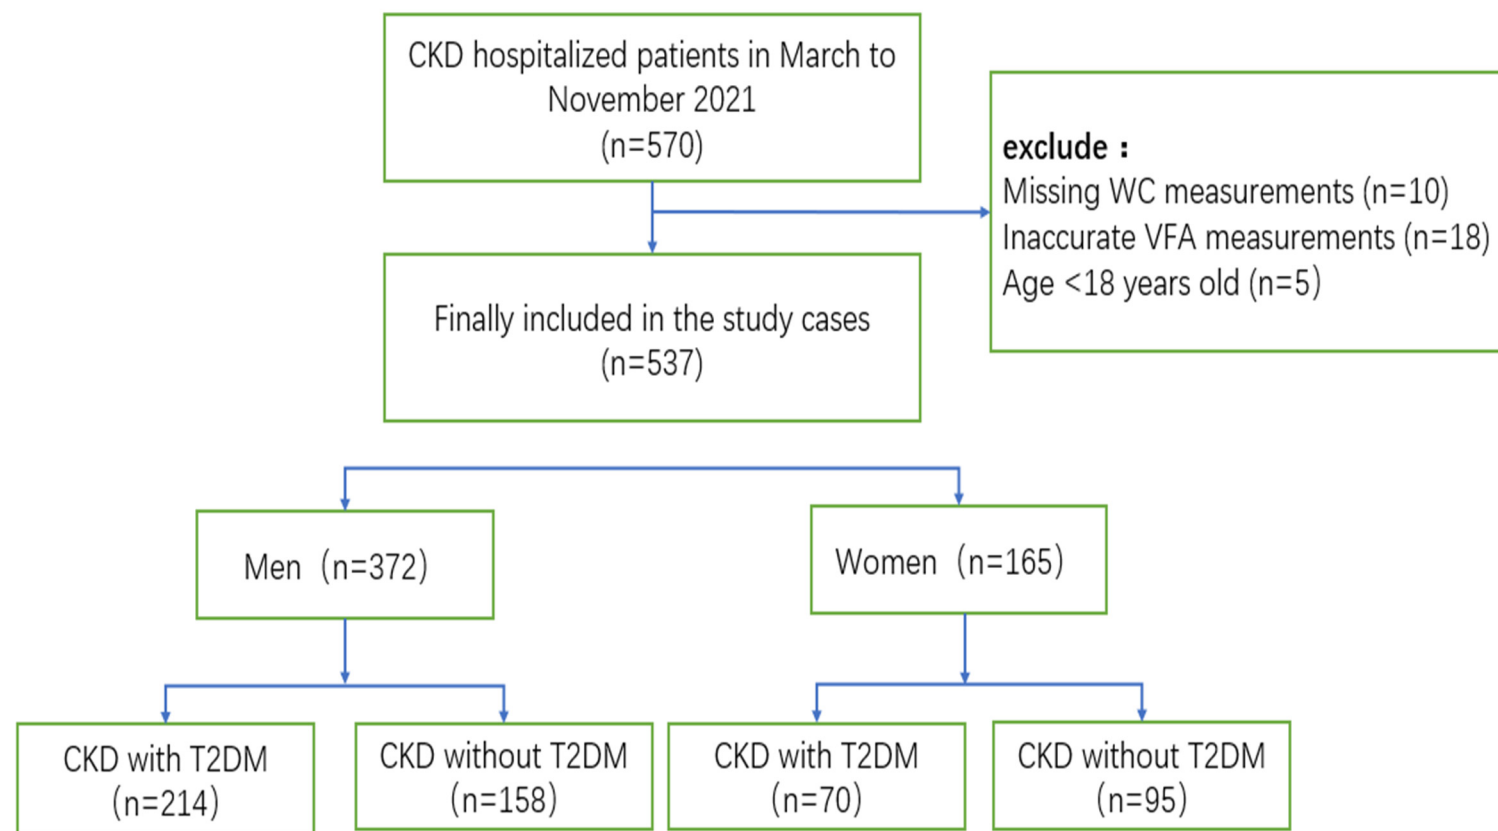 CKD hospitalized patients in March to
November 2021
(n=570)
exclude：
Missing WC measurements (n=10)
Inaccurate VFA measurements (n=18)
Age <18 years old (n=5)
Finally included in the study cases
(n=537)
Men（n=372）
Women（n=165）
CKD with T2DM
(n=214)
CKD without T2DM
(n=158)
CKD with T2DM
(n=70)
CKD without T2DM
(n=95)